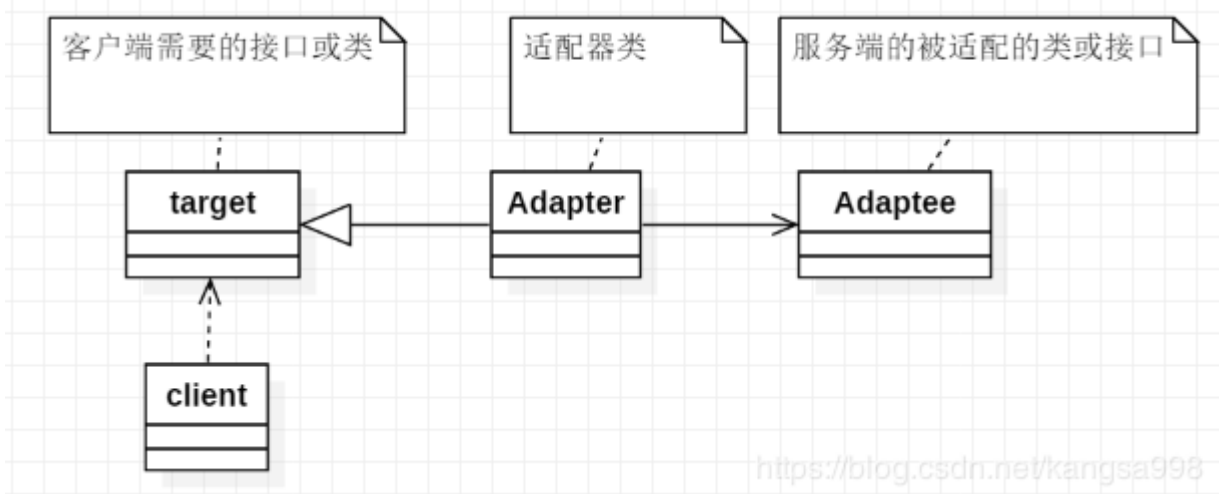 客户端需要的接口或类
适配器类
服务端的被适配的类或接口
target
Adapter
Adaptee
client
https://blog.csdn.net/kangsa998